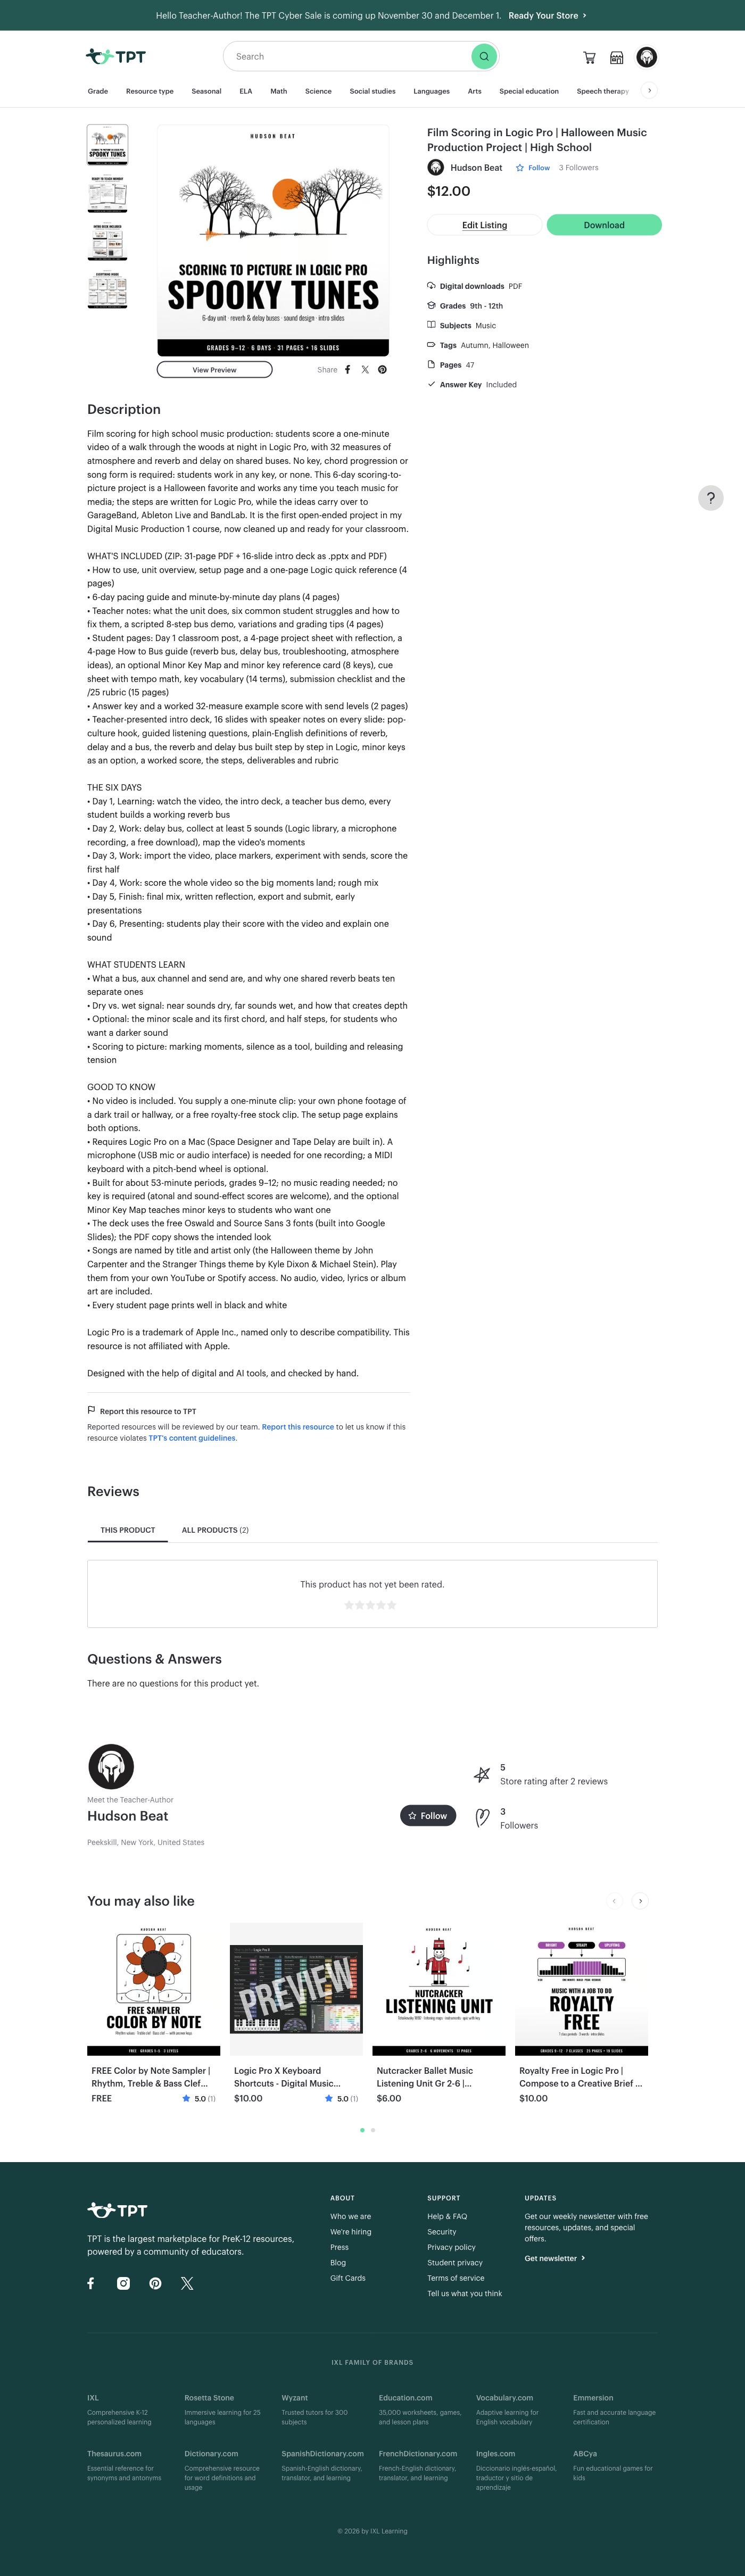 Hello Teacher-Author! The TPT Cyber Sale is coming up November 30 and December 1. Ready Your Store
TPT
Search
Grade Resource type Seasonal ELA Math Science Social studies Languages Arts Special education Speech therapy
HUDSON BEAT
SCORING TO PICTURE IN LOGIC PRO
SPOOKY TUNES
6-day unit · reverb & delay buses · sound design · intro slides
GRADES 9–12 · 6 DAYS · 31 PAGES + 16 SLIDES
View Preview
Share
Film Scoring in Logic Pro | Halloween Music
Production Project | High School
Hudson Beat Follow 3 Followers
$12.00
Edit Listing Download
Highlights
Digital downloads PDF
Grades 9th - 12th
Subjects Music
Tags Autumn, Halloween
Pages 47
Answer Key Included
?
Description
Film scoring for high school music production: students score a one-minute
video of a walk through the woods at night in Logic Pro, with 32 measures of
atmosphere and reverb and delay on shared buses. No key, chord progression or
song form is required: students work in any key, or none. This 6-day scoring-to-
picture project is a Halloween favorite and works any time you teach music for
media; the steps are written for Logic Pro, while the ideas carry over to
GarageBand, Ableton Live and BandLab. It is the first open-ended project in my
Digital Music Production 1 course, now cleaned up and ready for your classroom.
WHAT'S INCLUDED (ZIP: 31-page PDF + 16-slide intro deck as .pptx and PDF)
• How to use, unit overview, setup page and a one-page Logic quick reference (4
pages)
• 6-day pacing guide and minute-by-minute day plans (4 pages)
• Teacher notes: what the unit does, six common student struggles and how to
fix them, a scripted 8-step bus demo, variations and grading tips (4 pages)
• Student pages: Day 1 classroom post, a 4-page project sheet with reflection, a
4-page How to Bus guide (reverb bus, delay bus, troubleshooting, atmosphere
ideas), an optional Minor Key Map and minor key reference card (8 keys), cue
sheet with tempo math, key vocabulary (14 terms), submission checklist and the
/25 rubric (15 pages)
• Answer key and a worked 32-measure example score with send levels (2 pages)
• Teacher-presented intro deck, 16 slides with speaker notes on every slide: pop-
culture hook, guided listening questions, plain-English definitions of reverb,
delay and a bus, the reverb and delay bus built step by step in Logic, minor keys
as an option, a worked score, the steps, deliverables and rubric
THE SIX DAYS
• Day 1, Learning: watch the video, the intro deck, a teacher bus demo, every
student builds a working reverb bus
• Day 2, Work: delay bus, collect at least 5 sounds (Logic library, a microphone
recording, a free download), map the video's moments
• Day 3, Work: import the video, place markers, experiment with sends, score the
first half
• Day 4, Work: score the whole video so the big moments land; rough mix
• Day 5, Finish: final mix, written reflection, export and submit, early
presentations
• Day 6, Presenting: students play their score with the video and explain one
sound
WHAT STUDENTS LEARN
• What a bus, aux channel and send are, and why one shared reverb beats ten
separate ones
• Dry vs. wet signal: near sounds dry, far sounds wet, and how that creates depth
• Optional: the minor scale and its first chord, and half steps, for students who
want a darker sound
• Scoring to picture: marking moments, silence as a tool, building and releasing
tension
GOOD TO KNOW
• No video is included. You supply a one-minute clip: your own phone footage of
a dark trail or hallway, or a free royalty-free stock clip. The setup page explains
both options.
• Requires Logic Pro on a Mac (Space Designer and Tape Delay are built in). A
microphone (USB mic or audio interface) is needed for one recording; a MIDI
keyboard with a pitch-bend wheel is optional.
• Built for about 53-minute periods, grades 9–12; no music reading needed; no
key is required (atonal and sound-effect scores are welcome), and the optional
Minor Key Map teaches minor keys to students who want one
• The deck uses the free Oswald and Source Sans 3 fonts (built into Google
Slides); the PDF copy shows the intended look
• Songs are named by title and artist only (the Halloween theme by John
Carpenter and the Stranger Things theme by Kyle Dixon & Michael Stein). Play
them from your own YouTube or Spotify access. No audio, video, lyrics or album
art are included.
• Every student page prints well in black and white
Logic Pro is a trademark of Apple Inc., named only to describe compatibility. This
resource is not affiliated with Apple.
Designed with the help of digital and AI tools, and checked by hand.
Report this resource to TPT
Reported resources will be reviewed by our team. Report this resource to let us know if this
resource violates TPT's content guidelines.
Reviews
THIS PRODUCT ALL PRODUCTS (2)
This product has not yet been rated.
Questions & Answers
There are no questions for this product yet.
Meet the Teacher-Author
Hudson Beat
Peekskill, New York, United States
Follow
5
Store rating after 2 reviews
3
Followers
You may also like
HUDSON BEAT
FREE SAMPLER
COLOR BY NOTE
FREE Color by Note Sampler |
Rhythm, Treble & Bass Clef...
FREE 5.0 (1)
PREVIEW
Logic Pro X Keyboard
Shortcuts - Digital Music...
$10.00 5.0 (1)
HUDSON BEAT
NUTCRACKER
LISTENING UNIT
Nutcracker Ballet Music
Listening Unit Gr 2-6 |...
$6.00
HUDSON BEAT
BRIGHT STEADY UPLIFTING
MUSIC WITH A JOB TO DO
ROYALTY
FREE
Royalty Free in Logic Pro |
Compose to a Creative Brief ...
$10.00
TPT
TPT is the largest marketplace for PreK-12 resources,
powered by a community of educators.
ABOUT
Who we are
We're hiring
Press
Blog
Gift Cards
SUPPORT
Help & FAQ
Security
Privacy policy
Student privacy
Terms of service
Tell us what you think
UPDATES
Get our weekly newsletter with free
resources, updates, and special
offers.
Get newsletter
IXL FAMILY OF BRANDS
IXL
Comprehensive K-12
personalized learning
Rosetta Stone
Immersive learning for 25
languages
Wyzant
Trusted tutors for 300
subjects
Education.com
35,000 worksheets, games,
and lesson plans
Vocabulary.com
Adaptive learning for
English vocabulary
Emmersion
Fast and accurate language
certification
Thesaurus.com
Essential reference for
synonyms and antonyms
Dictionary.com
Comprehensive resource
for word definitions and
usage
SpanishDictionary.com
Spanish-English dictionary,
translator, and learning
FrenchDictionary.com
French-English dictionary,
translator, and learning
Ingles.com
Diccionario inglés-español,
traductor y sitio de
aprendizaje
ABCya
Fun educational games for
kids
© 2026 by IXL Learning